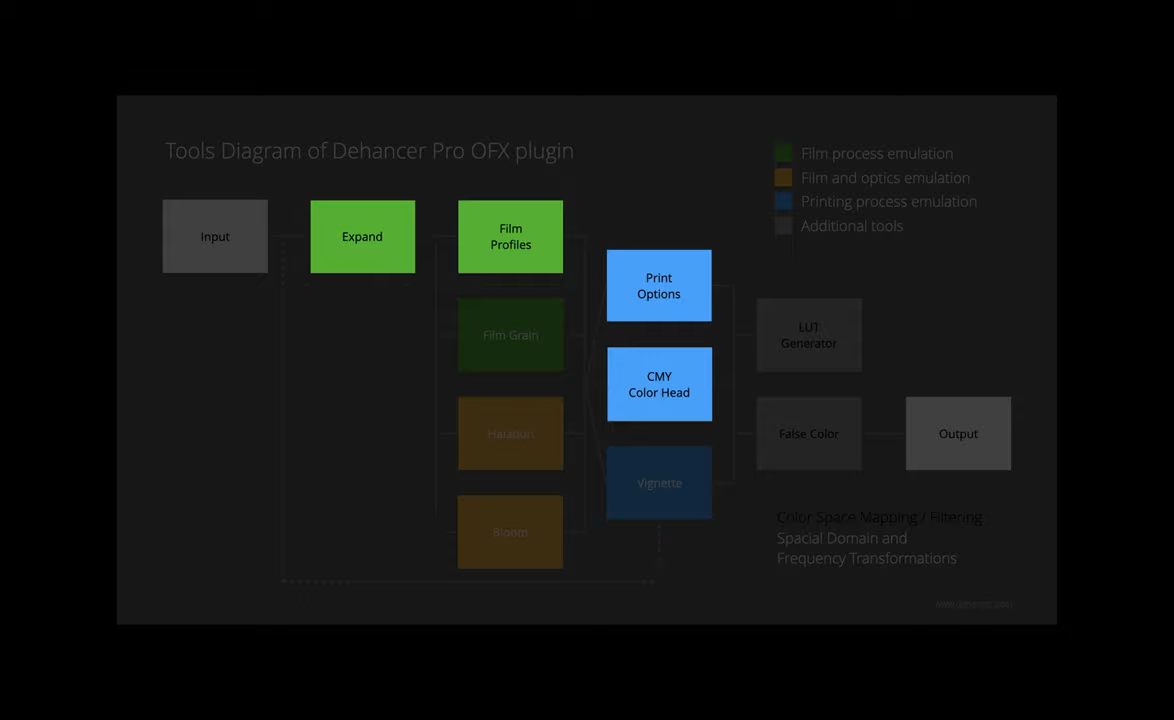 Tools Diagram of Dehancer Pro OFX plugin
Film process emulation
Film and optics emulation
Printing process emulation
Additional tools
Input
Expand
Film
Profiles
Film Grain
Halation
Bloom
Print
Options
CMY
Color Head
Vignette
LUT
Generator
False Color
Output
Color Space Mapping / Filtering
Spacial Domain and
Frequency Transformations